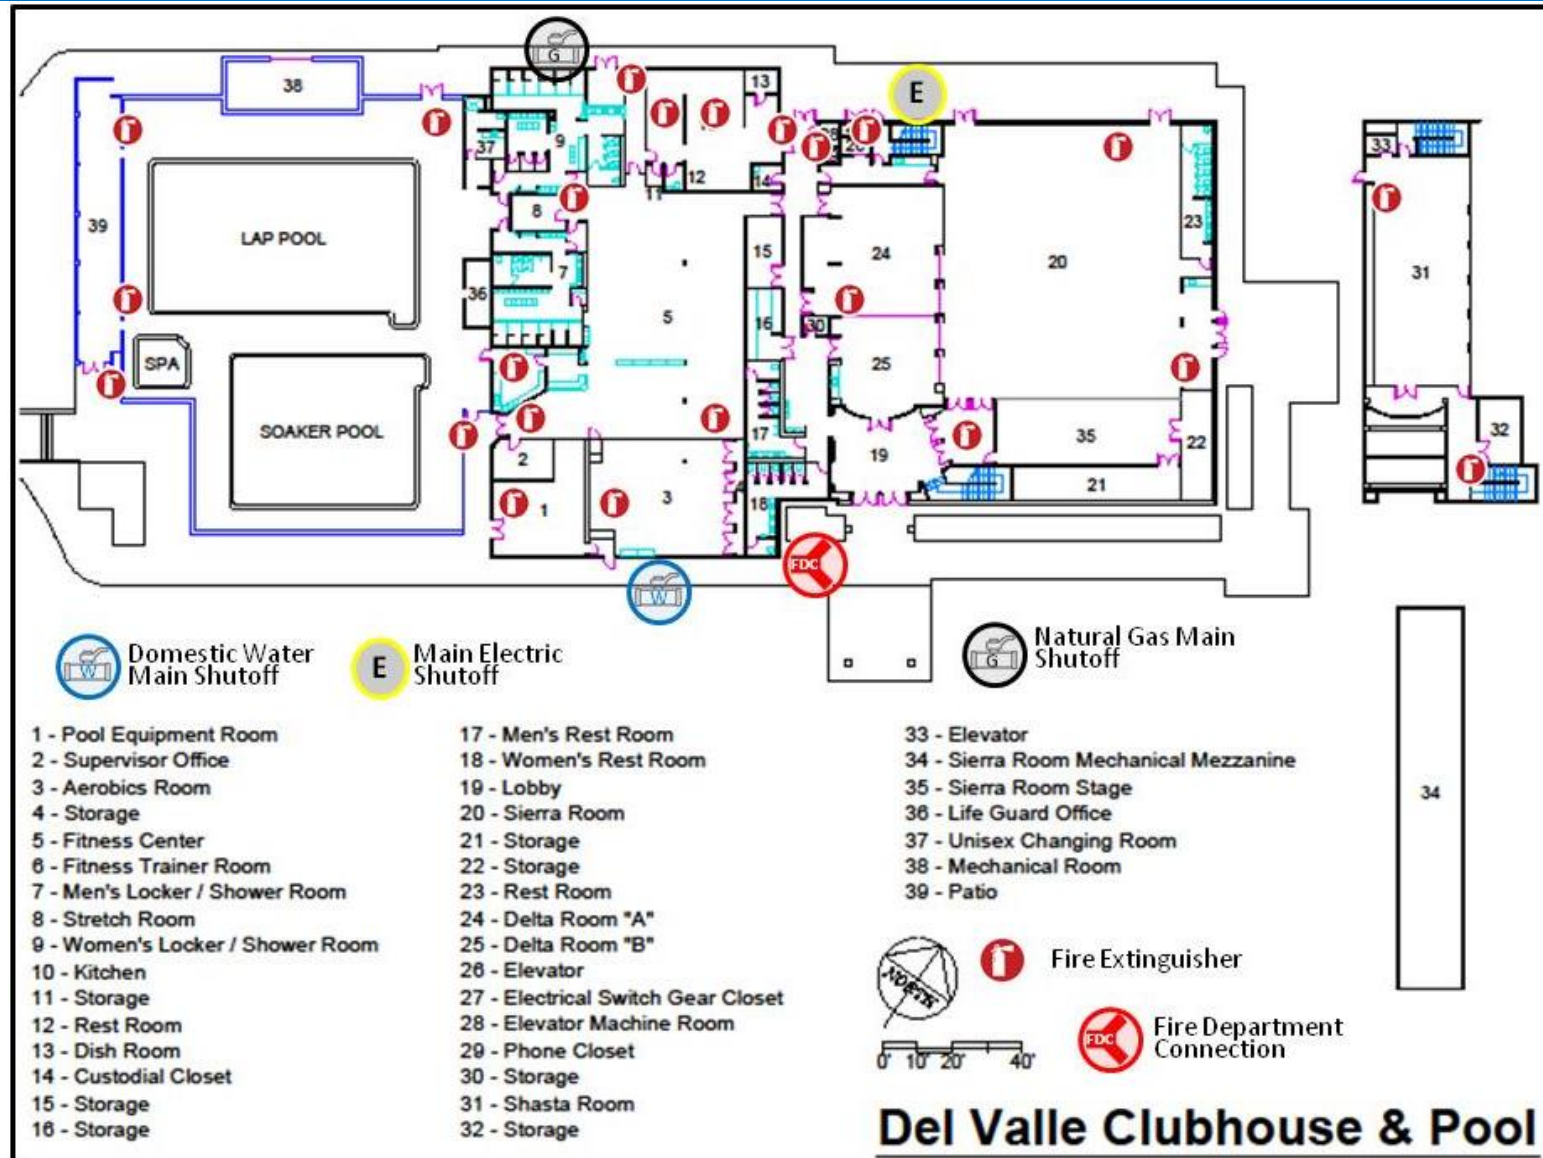 G
38
13
E
37
9
28
33
12
11
14
8
39
LAP POOL
23
15
24
20
7
31
36
5
16
30
SPA
25
SOAKER POOL
17
19
35
22
32
2
21
1
3
18
FDC
W
W
Domestic Water
Main Shutoff
E
Main Electric
Shutoff
G
Natural Gas Main
Shutoff
1 - Pool Equipment Room
2 - Supervisor Office
3 - Aerobics Room
4 - Storage
5 - Fitness Center
6 - Fitness Trainer Room
7 - Men's Locker / Shower Room
8 - Stretch Room
9 - Women's Locker / Shower Room
10 - Kitchen
11 - Storage
12 - Rest Room
13 - Dish Room
14 - Custodial Closet
15 - Storage
16 - Storage
17 - Men's Rest Room
18 - Women's Rest Room
19 - Lobby
20 - Sierra Room
21 - Storage
22 - Storage
23 - Rest Room
24 - Delta Room "A"
25 - Delta Room "B"
26 - Elevator
27 - Electrical Switch Gear Closet
28 - Elevator Machine Room
29 - Phone Closet
30 - Storage
31 - Shasta Room
32 - Storage
33 - Elevator
34 - Sierra Room Mechanical Mezzanine
35 - Sierra Room Stage
36 - Life Guard Office
37 - Unisex Changing Room
38 - Mechanical Room
39 - Patio
34
NORTH
Fire Extinguisher
0' 10' 20' 40'
FDC
Fire Department
Connection
Del Valle Clubhouse & Pool